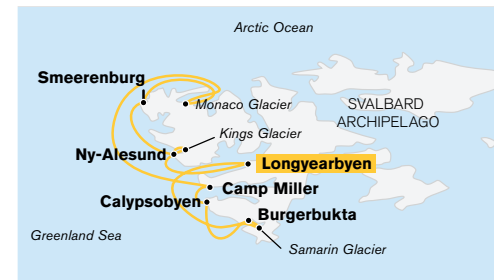 Arctic Ocean
Smeerenburg
Monaco Glacier
SVALBARD
ARCHIPELAGO
Kings Glacier
Ny-Alesund
Longyearbyen
Camp Miller
Calypsobyen
Burgerbukta
Greenland Sea
Samarin Glacier